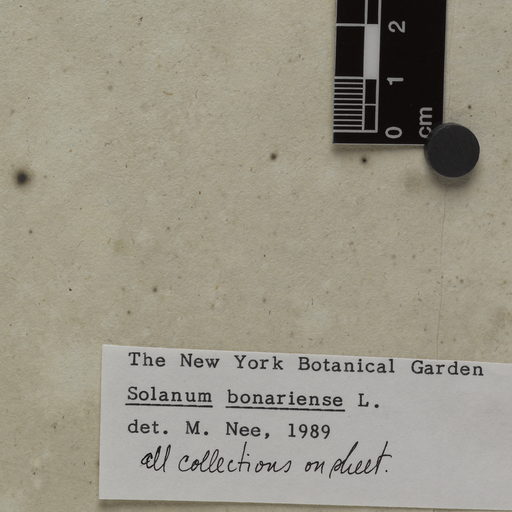 2
1
0
cm
The New York Botanical Garden
Solanum bonariense L.
det. M. Nee, 1989
all collections on sheet.